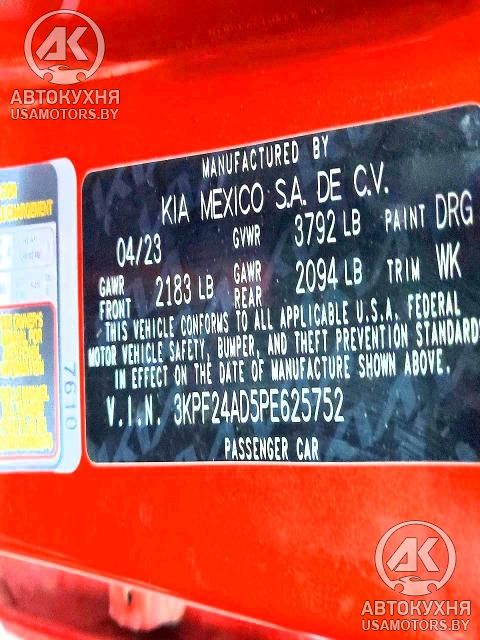 AK
АВТОКУХНЯ
USAMOTORS.BY
MANUFACTURED BY
KIA MEXICO S.A. DE C.V.
04/23 GVWR 3792 LB PAINT DRG
GAWR FRONT 2183 LB GAWR REAR 2094 LB TRIM WK
THIS VEHICLE CONFORMS TO ALL APPLICABLE U.S.A. FEDERAL
MOTOR VEHICLE SAFETY, BUMPER, AND THEFT PREVENTION STANDARDS
IN EFFECT ON THE DATE OF MANUFACTURE SHOWN ABOVE.
V.I.N. 3KPF24AD5PE625752
PASSENGER CAR
7610
AK
АВТОКУХНЯ
USAMOTORS.BY